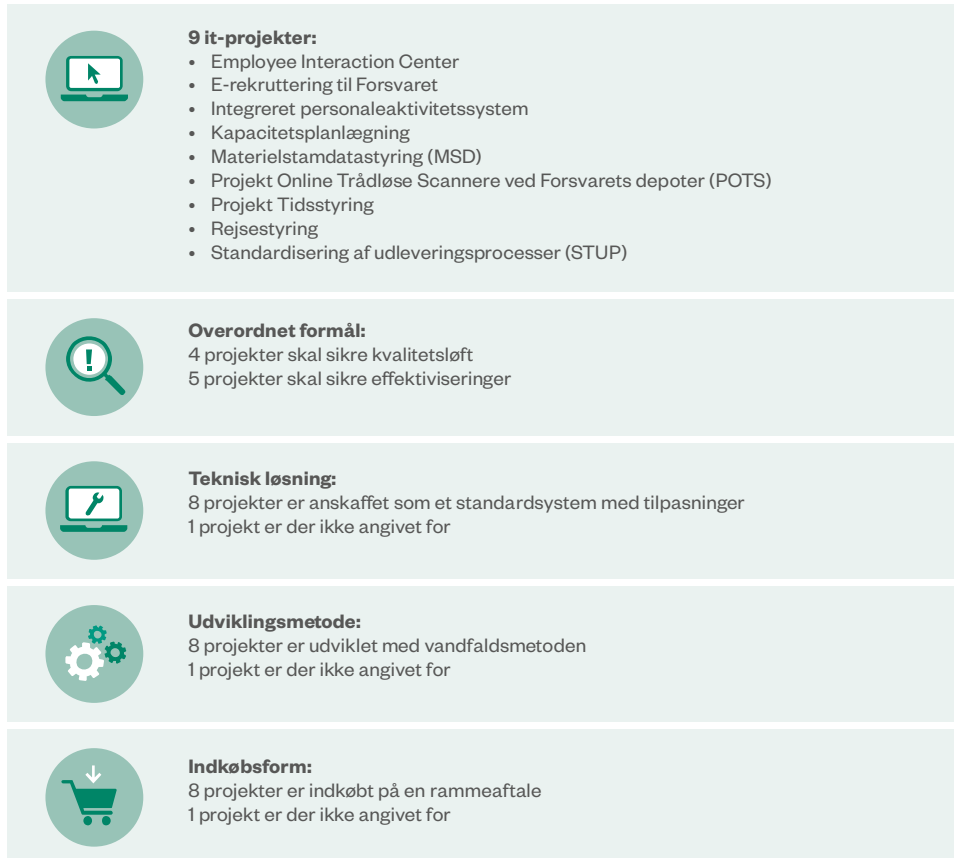 9 it-projekter:
• Employee Interaction Center
• E-rekruttering til Forsvaret
• Integreret personaleaktivitetssystem
• Kapacitetsplanlægning
• Materielstamdatastyring (MSD)
• Projekt Online Trådløse Scannere ved Forsvarets depoter (POTS)
• Projekt Tidsstyring
• Rejsestyring
• Standardisering af udleveringsprocesser (STUP)
Overordnet formål:
4 projekter skal sikre kvalitetsløft
5 projekter skal sikre effektiviseringer
Teknisk løsning:
8 projekter er anskaffet som et standardsystem med tilpasninger
1 projekt er der ikke angivet for
Udviklingsmetode:
8 projekter er udviklet med vandfaldsmetoden
1 projekt er der ikke angivet for
Indkøbsform:
8 projekter er indkøbt på en rammeaftale
1 projekt er der ikke angivet for